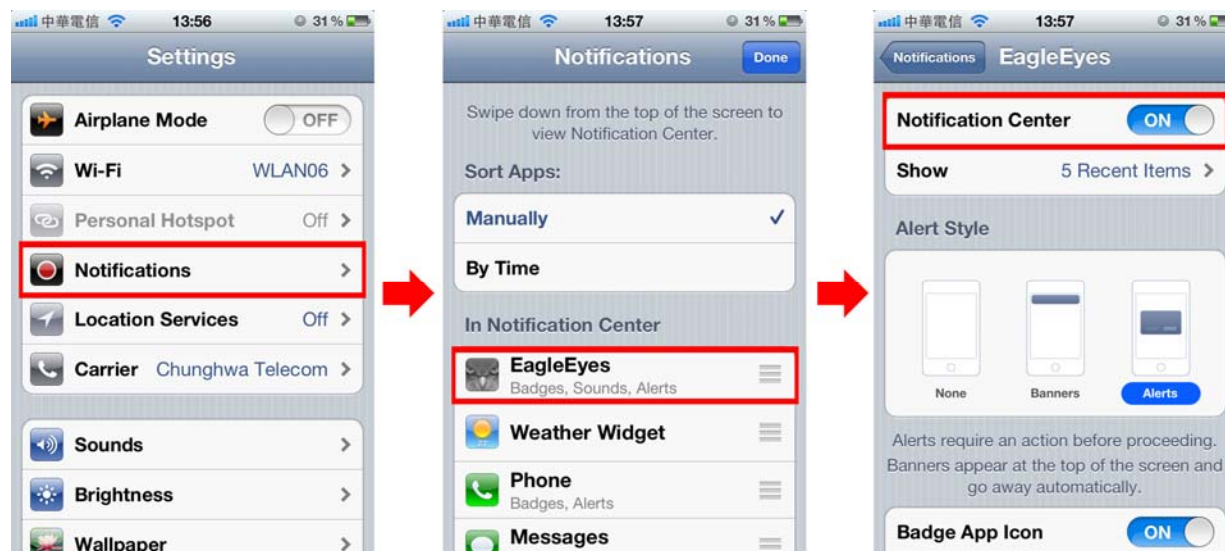 中華電信 13:56 31%
Settings
Airplane Mode OFF
Wi-Fi WLAN06
Personal Hotspot Off
Notifications
Location Services Off
Carrier Chunghwa Telecom
Sounds
Brightness
Wallpaper
中華電信 13:57 31%
Notifications Done
Swipe down from the top of the screen to
view Notification Center.
Sort Apps:
Manually
By Time
In Notification Center
EagleEyes
Badges, Sounds, Alerts
Weather Widget
Phone
Badges, Alerts
Messages
中華電信 13:57 31%
Notifications EagleEyes
Notification Center ON
Show 5 Recent Items
Alert Style
None Banners Alerts
Alerts require an action before proceeding.
Banners appear at the top of the screen and
go away automatically.
Badge App Icon ON